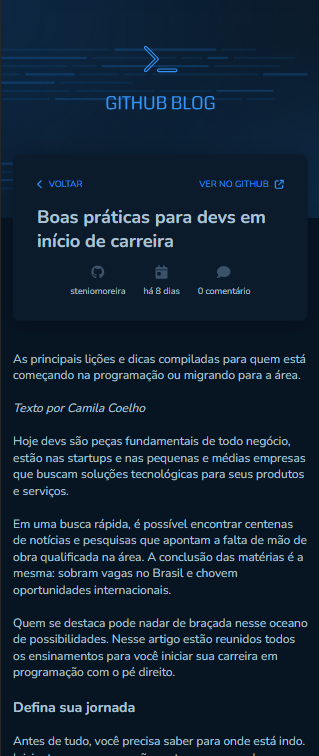 GITHUB BLOG
VOLTAR
VER NO GITHUB
Boas práticas para devs em
início de carreira
steniomoreira
há 8 dias
0 comentário
As principais lições e dicas compiladas para quem está
começando na programação ou migrando para a área.
Texto por Camila Coelho
Hoje devs são peças fundamentais de todo negócio,
estão nas startups e nas pequenas e médias empresas
que buscam soluções tecnológicas para seus produtos
e serviços.
Em uma busca rápida, é possível encontrar centenas
de notícias e pesquisas que apontam a falta de mão de
obra qualificada na área. A conclusão das matérias é a
mesma: sobram vagas no Brasil e chovem
oportunidades internacionais.
Quem se destaca pode nadar de braçada nesse oceano
de possibilidades. Nesse artigo estão reunidos todos
os ensinamentos para você iniciar sua carreira em
programação com o pé direito.
Defina sua jornada
Antes de tudo, você precisa saber para onde está indo.